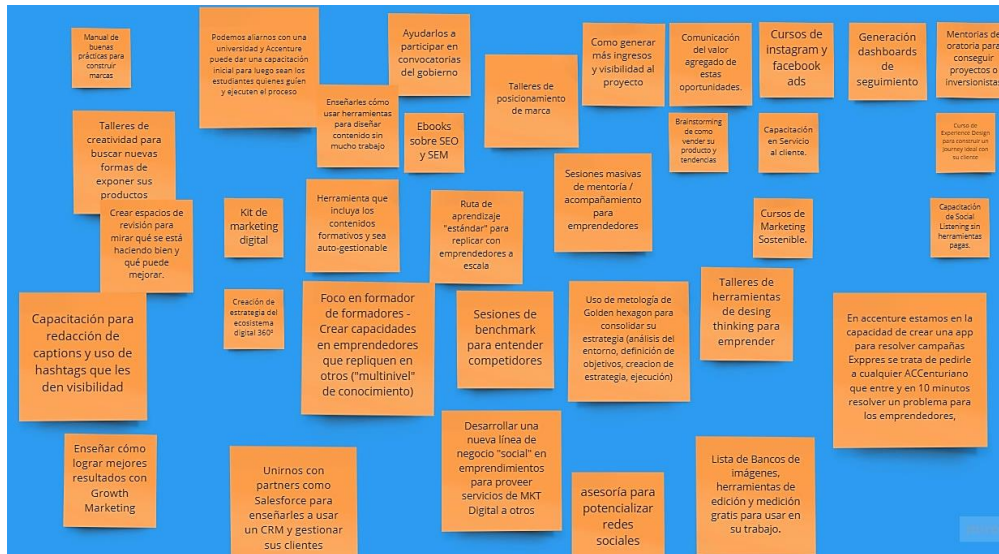 Manual de
buenas
prácticas para
construir
marcas
Podemos aliarnos con una
universidad y Accenture
puede dar una capacitación
inicial para luego sean los
estudiantes quienes guíen
y ejecuten el proceso
Ayudarlos a
participar en
convocatorias
del gobierno
Talleres de
posicionamiento
de marca
Como generar
más ingresos
y visibilidad al
proyecto
Comunicación
del valor
agregado de
estas
oportunidades.
Cursos de
instagram y
facebook
ads
Generación
dashboards
de
seguimiento
Mentorias de
oratoria para
conseguir
proyectos o
inversionistas
Enseñarles cómo
usar herramientas
para diseñar
contenido sin
mucho trabajo
Ebooks
sobre SEO
y SEM
Talleres de
creatividad para
buscar nuevas
formas de
exponer sus
productos
Brainstorming
de como
vender su
producto y
tendencias
Capacitación
en Servicio
al cliente.
Curso de
Experience Design
para construir un
Journey ideal con
su cliente
Sesiones masivas
de mentoría /
acompañamiento
para
emprendedores
Crear espacios de
revisión para
mirar qué se está
haciendo bien y
qué puede
mejorar.
Kit de
marketing
digital
Herramienta que
incluya los
contenidos
formativos y sea
auto-gestionable
Ruta de
aprendizaje
"estándar" para
replicar con
emprendedores a
escala
Cursos de
Marketing
Sostenible.
Capacitación
de Social
Listening sin
herramientas
pagas.
Capacitación para
redacción de
captions y uso de
hashtags que les
den visibilidad
Creación de
estrategia del
ecosistema
digital 360º
Foco en formador
de formadores -
Crear capacidades
en emprendedores
que repliquen en
otros ("multinivel"
de conocimiento)
Sesiones de
benchmark
para entender
competidores
Uso de metología de
Golden hexagon para
consolidar su
estrategia (análisis del
entorno, definición de
objetivos, creacion de
estrategia, ejecución)
Talleres de
herramientas
de desing
thinking para
emprender
En accenture estamos en la
capacidad de crear una app
para resolver campañas
Exppres se trata de pedirle
a cualquier ACCenturiano
que entre y en 10 minutos
resolver un problema para
los emprendedores,
Enseñar cómo
lograr mejores
resultados con
Growth
Marketing
Unirnos con
partners como
Salesforce para
enseñarles a usar
un CRM y gestionar
sus clientes
Desarrollar una
nueva línea de
negocio "social" en
emprendimientos
para proveer
servicios de MKT
Digital a otros
asesoría para
potencializar
redes
sociales
Lista de Bancos de
imágenes,
herramientas de
edición y medición
gratis para usar en
su trabajo.